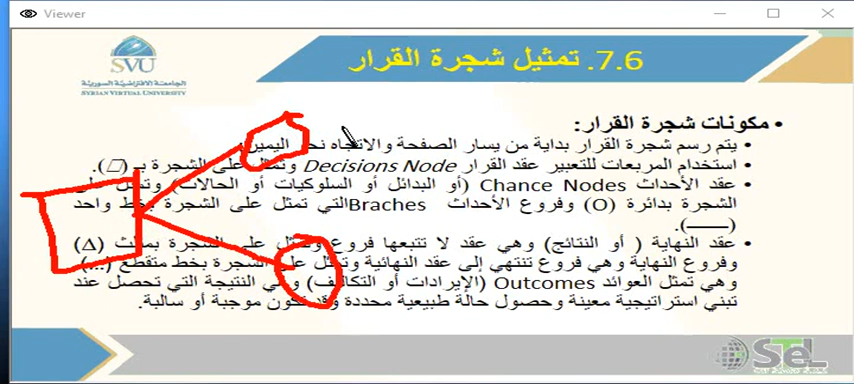 Viewer
7.6. تمثيل شجرة القرار
SVU
الجامعة الافتراضية السورية
SYRIAN VIRTUAL UNIVERSITY
• مكونات شجرة القرار:
يتم رسم شجرة القرار بداية من يسار الصفحة والاتجاه نحو اليمين
• استخدام المربعات للتعبير عقد القرار Decisions Node وتمثل على الشجرة بـ (□).
• عقد الأحداث Chance Nodes (أو البدائل أو السلوكيات أو الحالات) وتمثل على
الشجرة بدائرة (O) وفروع الأحداث Braches التي تمثل على الشجرة بخط واحد
(ـــــــ).
• عقد النهاية ( أو النتائج) وهي عقد لا تتبعها فروع وتمثل على الشجرة بمثلث (Δ)
وفروع النهاية وهي فروع تنتهي إلى عقد النهائية وتمثل على الشجرة بخط متقطع (...)
وهي تمثل العوائد Outcomes (الإيرادات أو التكاليف) وهي النتيجة التي تحصل عند
تبني استراتيجية معينة وحصول حالة طبيعية محددة وقد تكون موجبة أو سالبة.
STeL